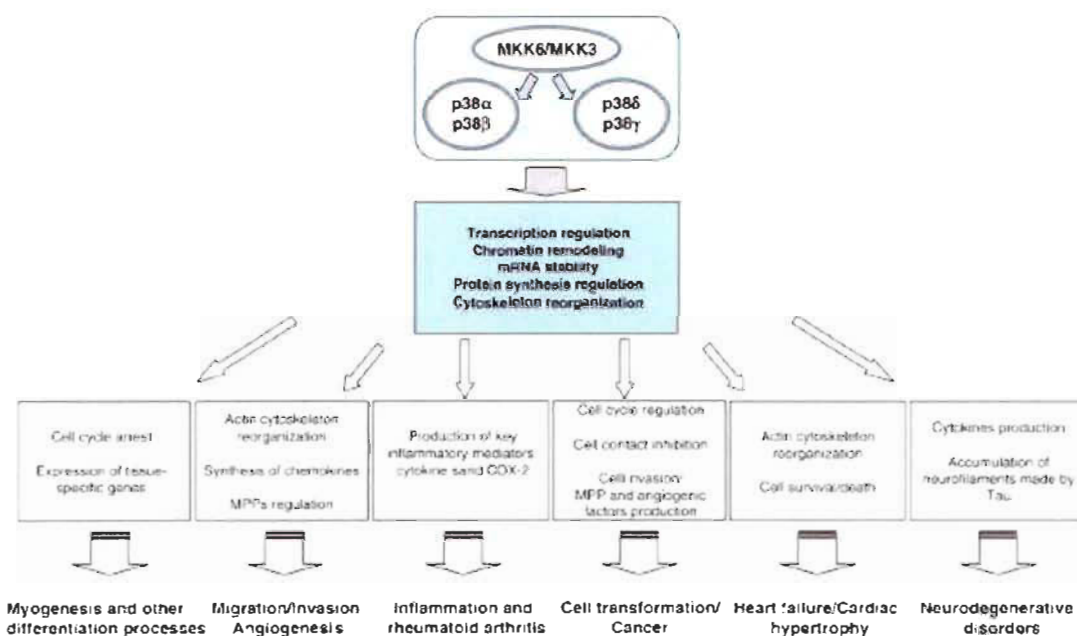 MKK6/MKK3
p38α
p38β
p38δ
p38γ
Transcription regulation
Chromatin remodeling
mRNA stability
Protein synthesis regulation
Cytoskeleton reorganization
Cell cycle arrest
Expression of tissue-
specific genes
Actin cytoskeleton
reorganization
Synthesis of chemokines
MPPs regulation
Production of key
inflammatory mediators
cytokine sand COX-2
Cell cycle regulation
Cell contact inhibition
Cell invasion/
MPP and angiogenic
factors production
Actin cytoskeleton
reorganization
Cell survival/death
Cytokines production
Accumulation of
neurofilaments made by
Tau
Myogenesis and other
differentiation processes
Migration/Invasion
Angiogenesis
Inflammation and
rheumatoid arthritis
Cell transformation/
Cancer
Heart failure/Cardiac
hypertrophy
Neurodegenerative
disorders